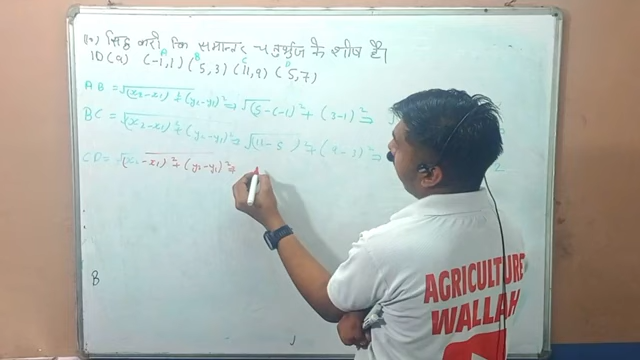 सिद्ध करो कि समान्तर चतुर्भुज के शीर्ष है।
A B C D
10(a) (-1,1) (5,3) (11,9) (5,7)
AB = √(x₂-x₁)²+(y₂-y₁)² ⇒ √(5-(-1)² + (3-1)² ⇒
BC = √(x₂-x₁)²+(y₂-y₁)² ⇒ √(11-5)²+(9-3)² ⇒
2
CD = √(x₂-x₁)²+(y₂-y₁)² ⇒
B
AGRICULTURE
WALLAH